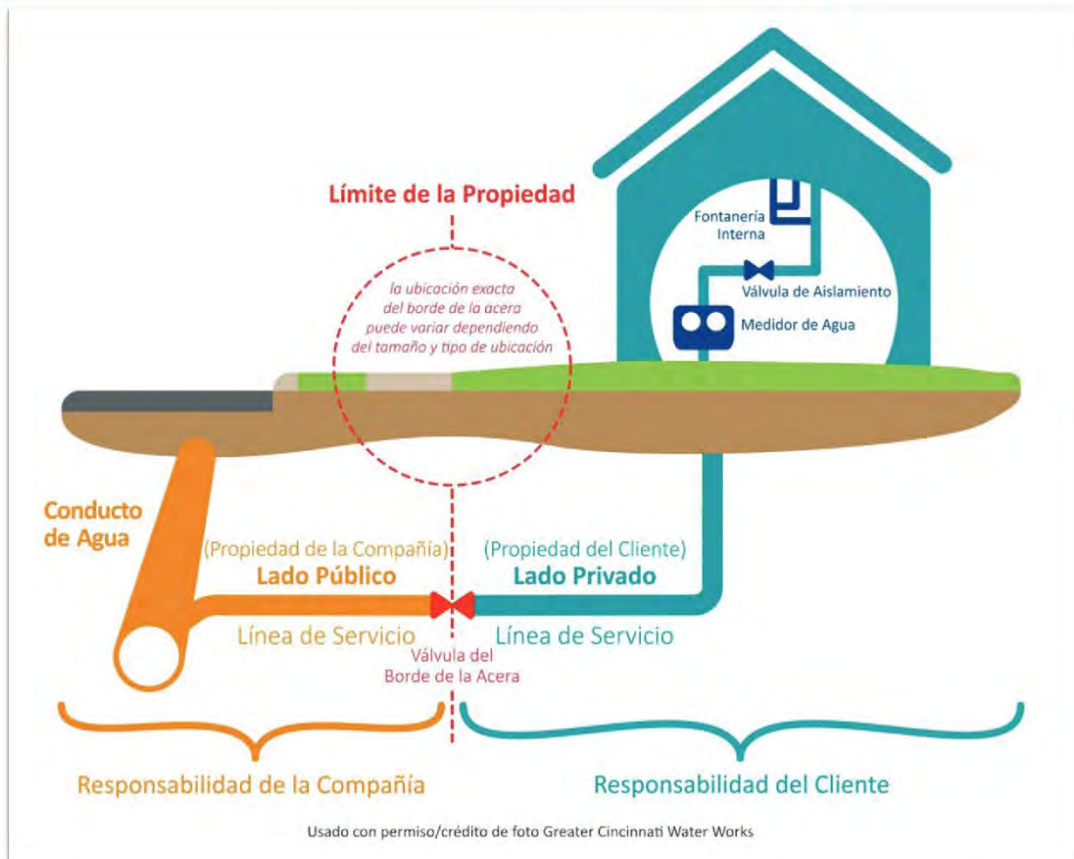 Límite de la Propiedad
la ubicación exacta
del borde de la acera
puede variar dependiendo
del tamaño y tipo de ubicación
Fontanería
Interna
Válvula de Aislamiento
Medidor de Agua
Conducto
de Agua
(Propiedad de la Compañía)
Lado Público
Línea de Servicio
(Propiedad del Cliente)
Lado Privado
Línea de Servicio
Válvula del
Borde de la Acera
Responsabilidad de la Compañía
Responsabilidad del Cliente
Usado con permiso/crédito de foto Greater Cincinnati Water Works